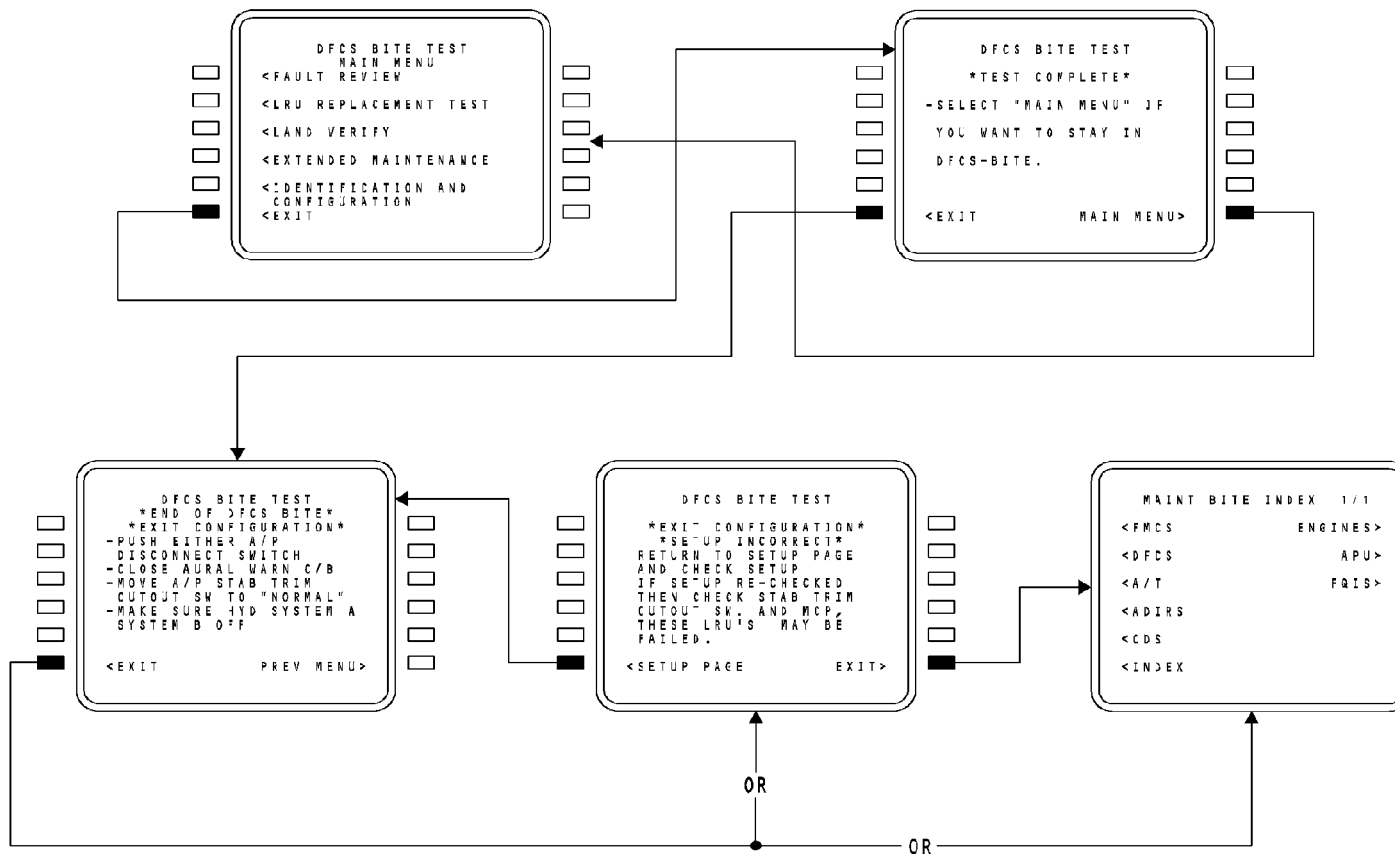 DFCS BITE TEST
MAIN MENU
<FAULT REVIEW
<LRU REPLACEMENT TEST
<LAND VERIFY
<EXTENDED MAINTENANCE
<IDENTIFICATION AND
CONFIGURATION
<EXIT
DFCS BITE TEST
*TEST COMPLETE*
-SELECT "MAIN MENU" IF
YOU WANT TO STAY IN
DFCS-BITE.
<EXIT MAIN MENU>
DFCS BITE TEST
*END OF DFCS BITE*
*EXIT CONFIGURATION*
-PUSH EITHER A/P
DISCONNECT SWITCH
-CLOSE AURAL WARN C/B
-MOVE A/P STAB TRIM
CUTOUT SW TO "NORMAL"
-MAKE SURE HYD SYSTEM A
SYSTEM B OFF
<EXIT PREV MENU>
DFCS BITE TEST
*EXIT CONFIGURATION*
*SETUP INCORRECT*
RETURN TO SETUP PAGE
AND CHECK SETUP
IF SETUP RE-CHECKED
THEN CHECK STAB TRIM
CUTOUT SW. AND MCP,
THESE LRU'S MAY BE
FAILED.
<SETUP PAGE EXIT>
MAINT BITE INDEX 1/1
<FMCS ENGINES>
<DFCS APU>
<A/T FQIS>
<ADIRS
<CDS
<INDEX
OR
OR